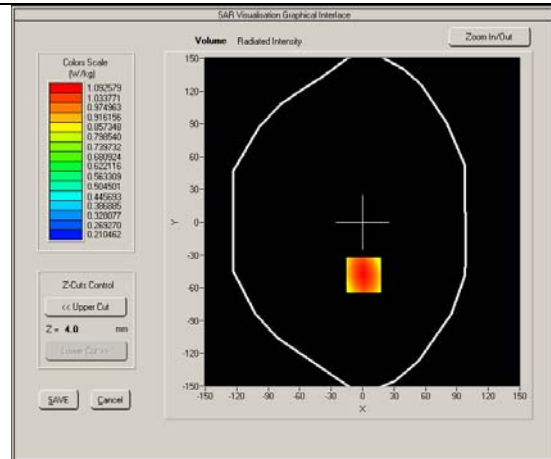 SAR Visualisation Graphical Interface
Volume Radiated Intensity
Zoom In/Out
Colors Scale
(W/kg)
1.092579
1.033771
0.974963
0.916156
0.857348
0.798540
0.739732
0.680924
0.622116
0.563309
0.504501
0.445693
0.386885
0.328077
0.269270
0.210462
Z-Cuts Control
<< Upper Cut
Z = 4.0 mm
Lower Cut >>
SAVE Cancel
150
120
90
60
30
0
-30
-60
-90
-120
-150
Y
-150 -120 -90 -60 -30 0 30 60 90 120 150
X